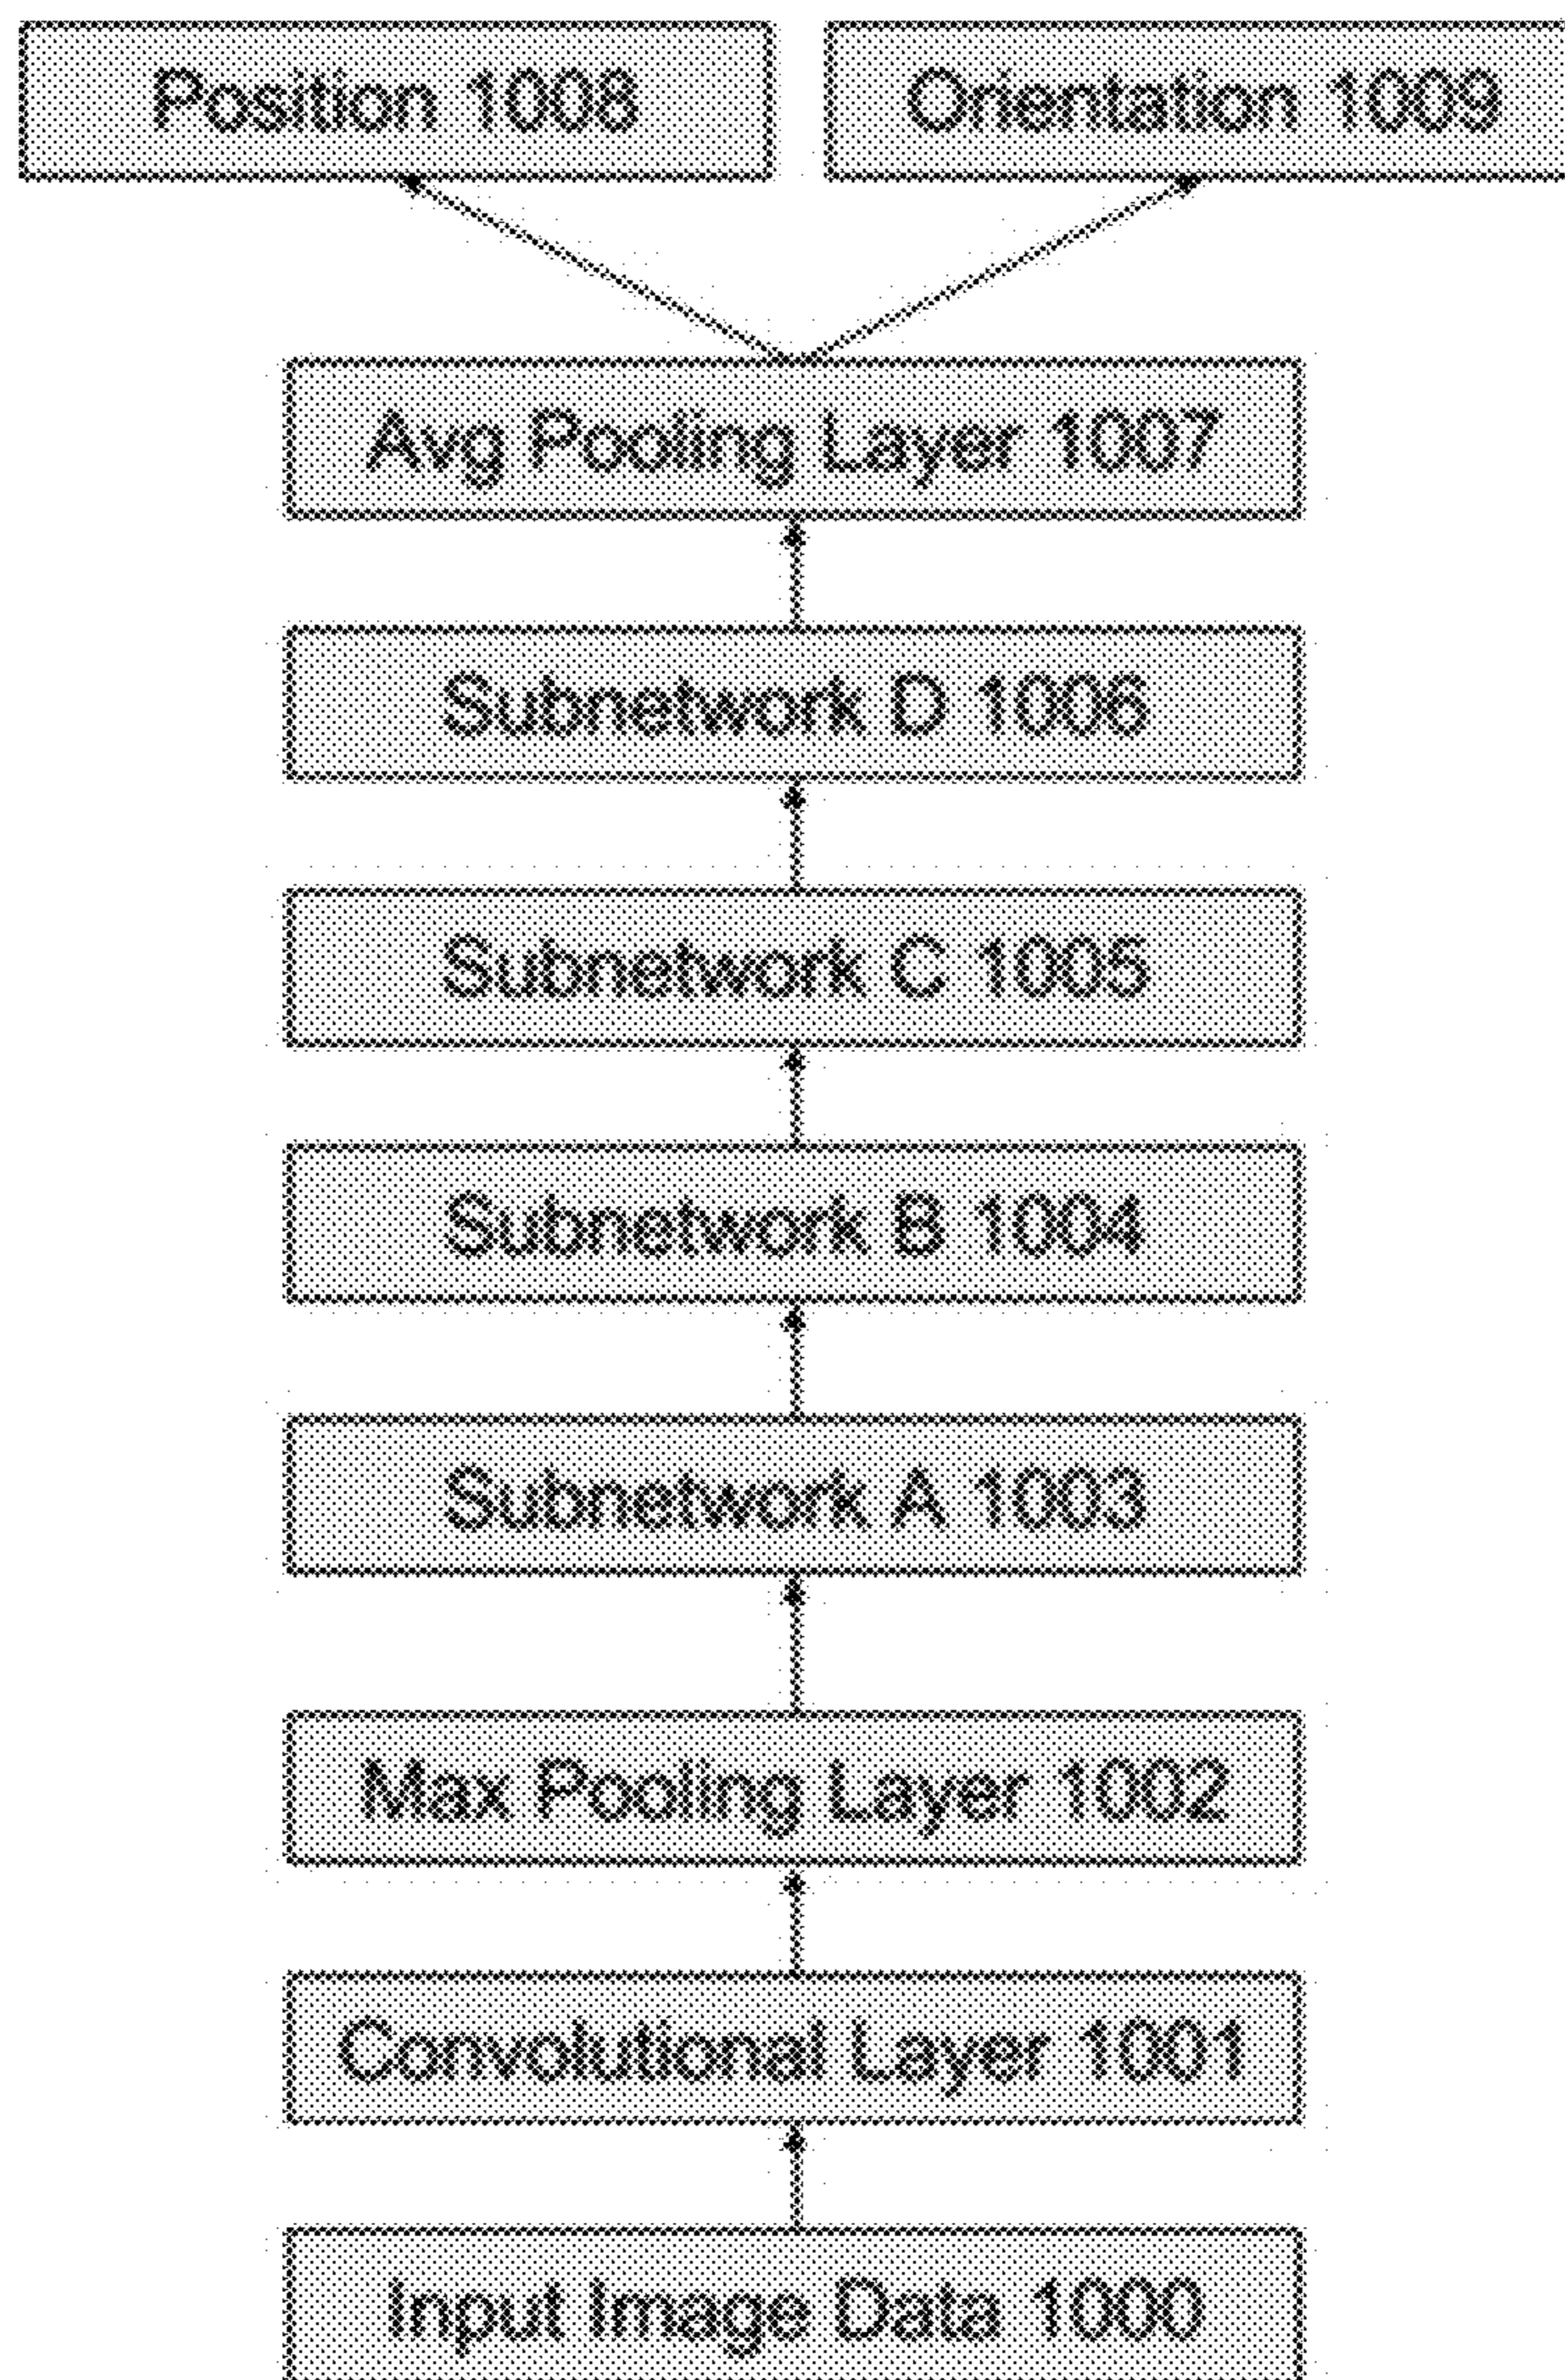 Position 1008
Orientation 1009
Avg Pooling Layer 1007
Subnetwork D 1006
Subnetwork C 1005
Subnetwork B 1004
Subnetwork A 1003
Max Pooling Layer 1002
Convolutional Layer 1001
Input Image Data 1000